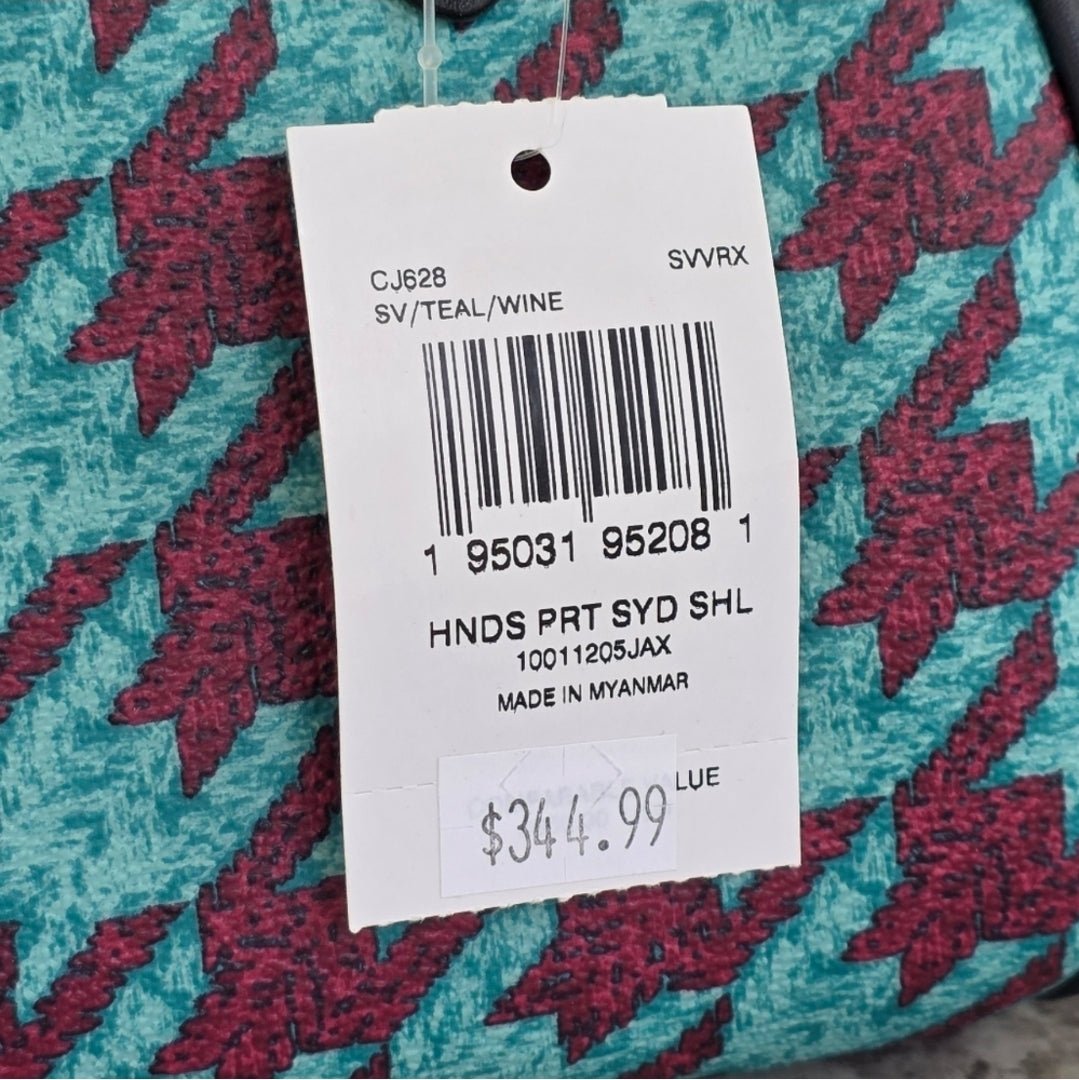 CJ628
SVVRX
SV/TEAL/WINE
1 95031 95208 1
HNDS PRT SYD SHL
10011205JAX
MADE IN MYANMAR
LUE
$344.99